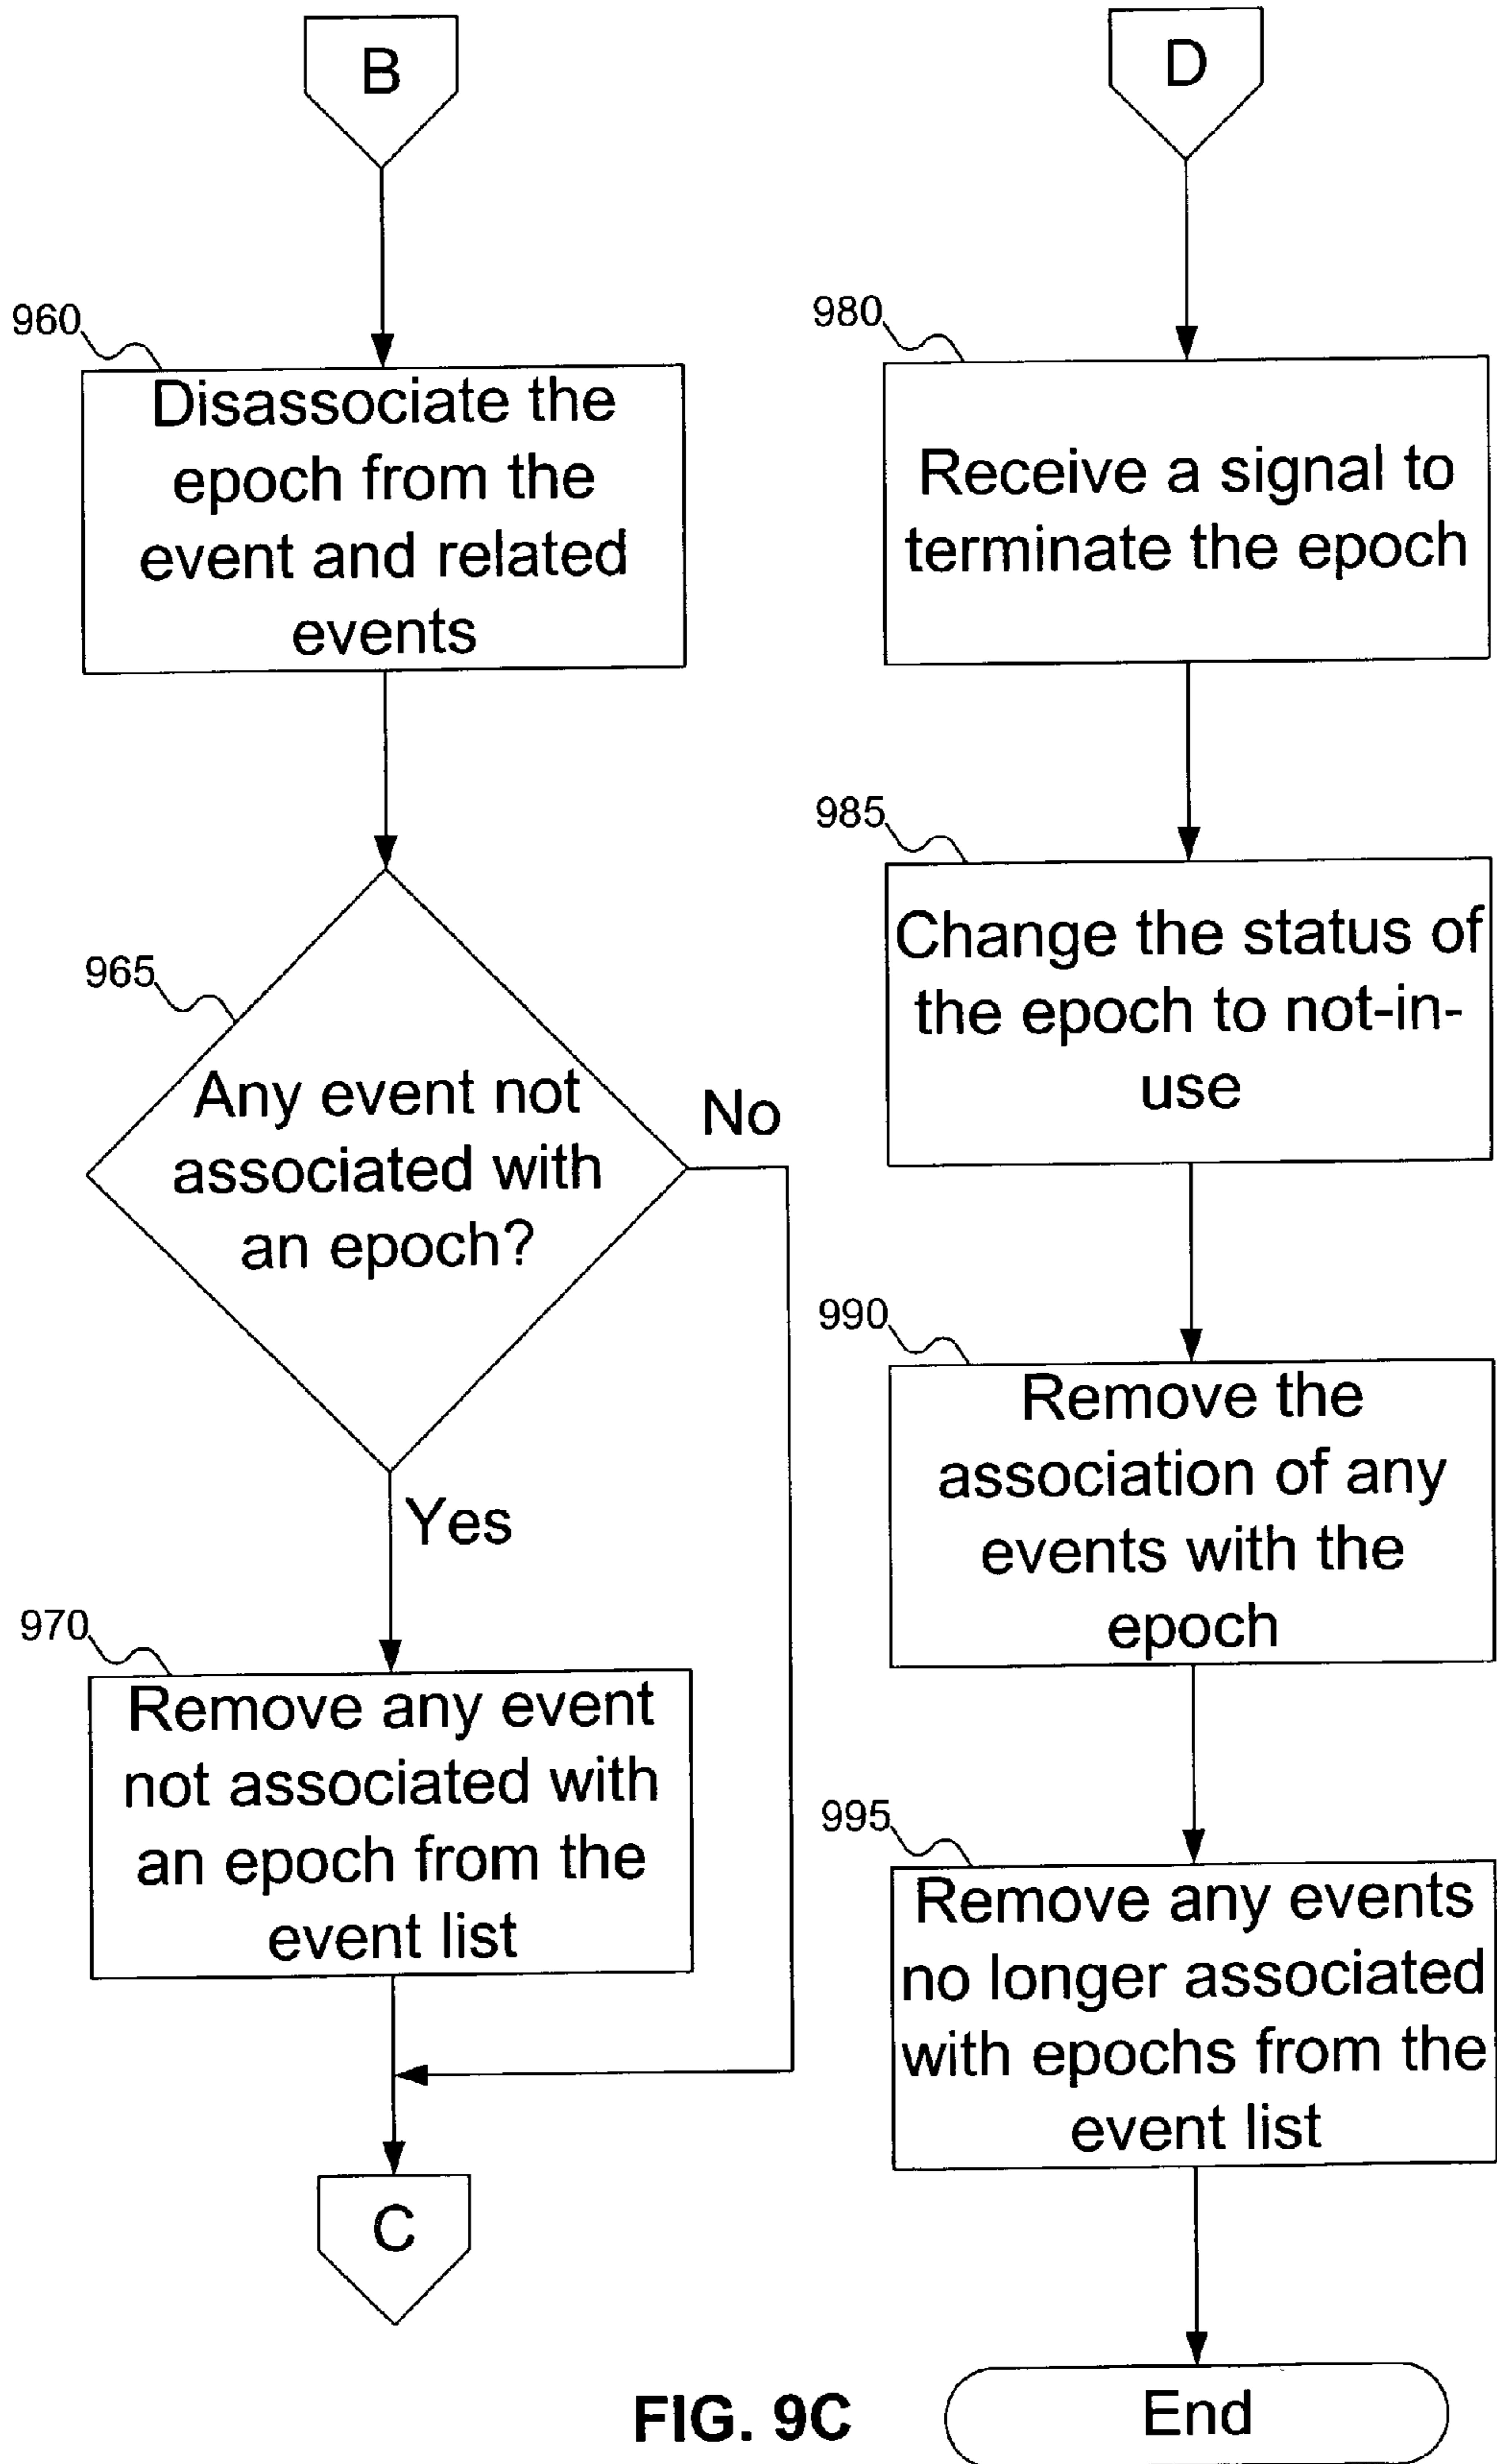 B
960
Disassociate the
epoch from the
event and related
events
965
Any event not
associated with
an epoch?
No
Yes
970
Remove any event
not associated with
an epoch from the
event list
C
D
980
Receive a signal to
terminate the epoch
985
Change the status of
the epoch to not-in-
use
990
Remove the
association of any
events with the
epoch
995
Remove any events
no longer associated
with epochs from the
event list
End
FIG. 9C